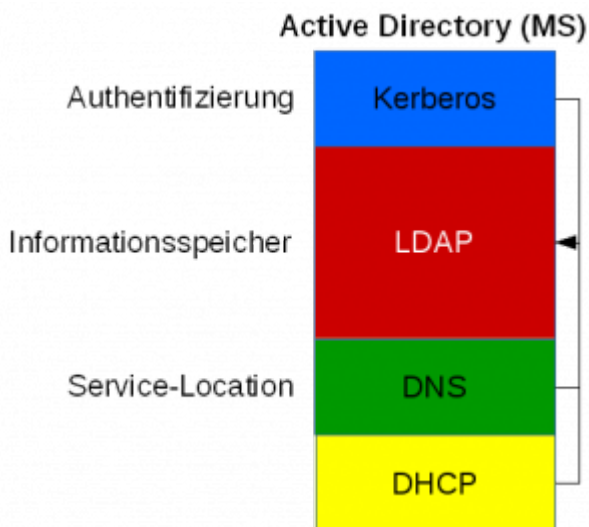 Active Directory (MS)
Authentifizierung Kerberos
Informationsspeicher LDAP
Service-Location DNS
DHCP